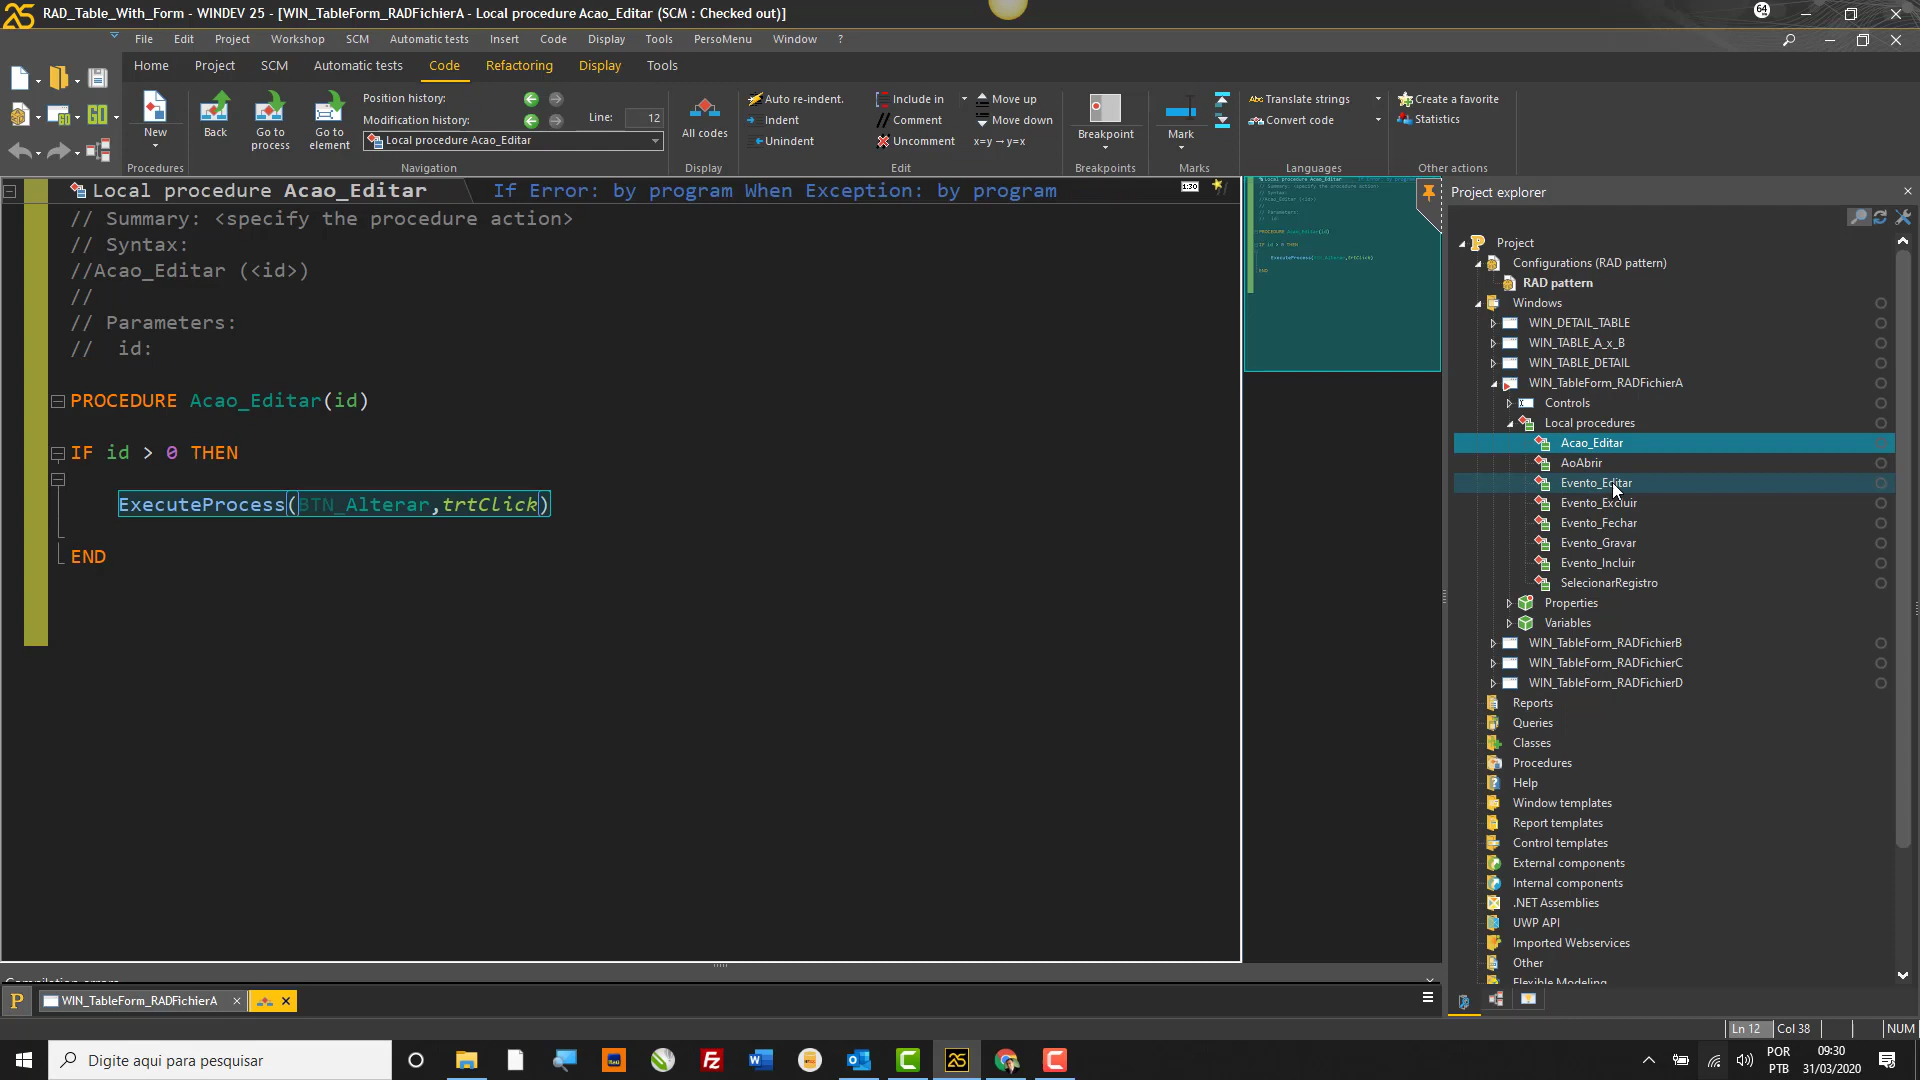 RAD_Table_With_Form - WINDEV 25 - [WIN_TableForm_RADFichierA - Local procedure Acao_Editar (SCM : Checked out)]
64
File Edit Project Workshop SCM Automatic tests Insert Code Display Tools PersoMenu Window ?
Home Project SCM Automatic tests Code Refactoring Display Tools
New
Procedures
Back
Go to process
Go to element
Position history:
Modification history:
Line: 12
Local procedure Acao_Editar
Navigation
All codes
Display
Auto re-indent.
Indent
Unindent
Include in
// Comment
Uncomment
Move up
Move down
x=y → y=x
Edit
Breakpoint
Breakpoints
Mark
Marks
Translate strings
Convert code
Languages
Create a favorite
Statistics
Other actions
Local procedure Acao_Editar If Error: by program When Exception: by program
1:30
// Summary: <specify the procedure action>
// Syntax:
//Acao_Editar (<id>)
//
// Parameters:
// id:
PROCEDURE Acao_Editar(id)
IF id > 0 THEN
ExecuteProcess(BTN_Alterar,trtClick)
END
Project explorer
Project
Configurations (RAD pattern)
RAD pattern
Windows
WIN_DETAIL_TABLE
WIN_TABLE_A_x_B
WIN_TABLE_DETAIL
WIN_TableForm_RADFichierA
Controls
Local procedures
Acao_Editar
AoAbrir
Evento_Editar
Evento_Excluir
Evento_Fechar
Evento_Gravar
Evento_Incluir
SelecionarRegistro
Properties
Variables
WIN_TableForm_RADFichierB
WIN_TableForm_RADFichierC
WIN_TableForm_RADFichierD
Reports
Queries
Classes
Procedures
Help
Window templates
Report templates
Control templates
External components
Internal components
.NET Assemblies
UWP API
Imported Webservices
Other
Flexible Modeling
WIN_TableForm_RADFichierA
Ln 12 Col 38 NUM
Digite aqui para pesquisar
POR
PTB
09:30
31/03/2020